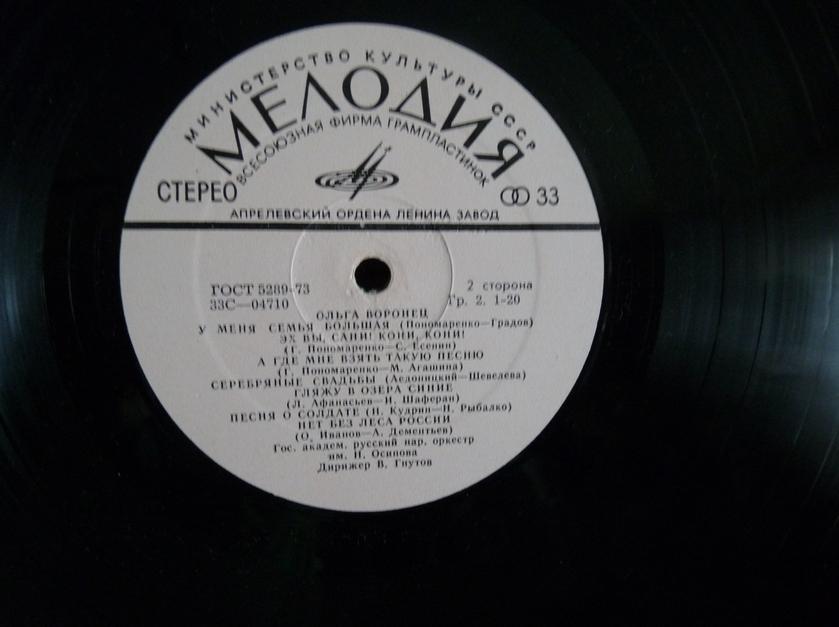 МИНИСТЕРСТВО КУЛЬТУРЫ СССР
МЕЛОДИЯ
ВСЕСОЮЗНАЯ ФИРМА ГРАМПЛАСТИНОК
СТЕРЕО
33
АПРЕЛЕВСКИЙ ОРДЕНА ЛЕНИНА ЗАВОД
ГОСТ 5289-73
2 сторона
33С—04710
Гр. 2. 1-20
ОЛЬГА ВОРОНЕЦ
У МЕНЯ СЕМЬЯ БОЛЬШАЯ (Пономаренко—Градов)
ЭХ ВЫ, САНИ! КОНИ, КОНИ!
(Г. Пономаренко—С. Есенин)
А ГДЕ МНЕ ВЗЯТЬ ТАКУЮ ПЕСНЮ
(Г. Пономаренко—М. Агашина)
СЕРЕБРЯНЫЕ СВАДЬБЫ (Аедоницкий—Шевелева)
ГЛЯЖУ В ОЗЕРА СИНИЕ
(Л. Афанасьев—И. Шаферан)
ПЕСНЯ О СОЛДАТЕ (Н. Кудрин—Н. Рыбалко)
НЕТ БЕЗ ЛЕСА РОССИИ
(О. Иванов—А. Дементьев)
Гос. академ. русский нар. оркестр
им. Н. Осипова
Дирижер В. Гнутов